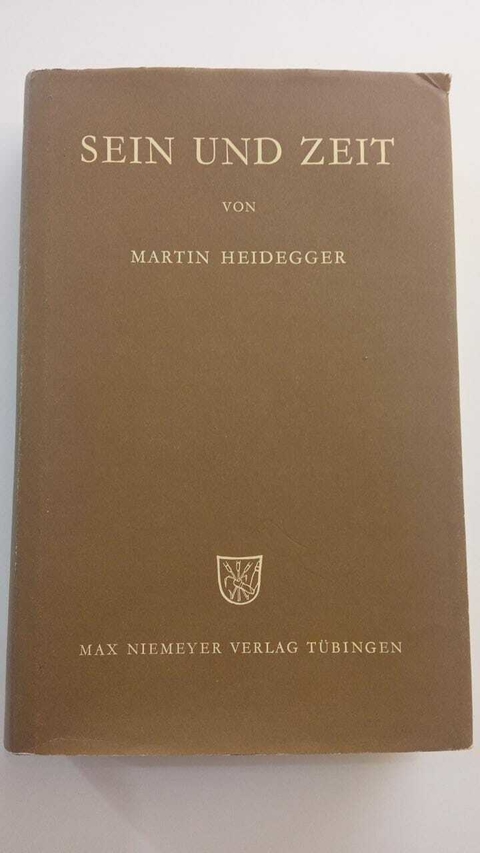 SEIN UND ZEIT
VON
MARTIN HEIDEGGER
MAX NIEMEYER VERLAG TÜBINGEN